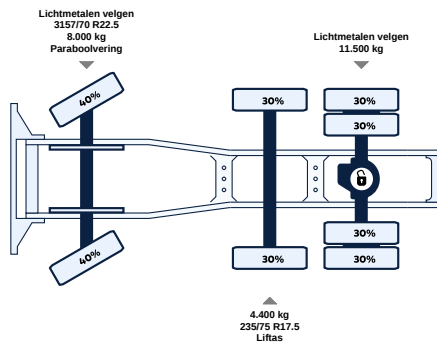 Lichtmetalen velgen
3157/70 R22.5
8.000 kg
Paraboolvering
Lichtmetalen velgen
11.500 kg
40%
30%
30%
30%
40%
30%
30%
30%
4.400 kg
235/75 R17.5
Liftas